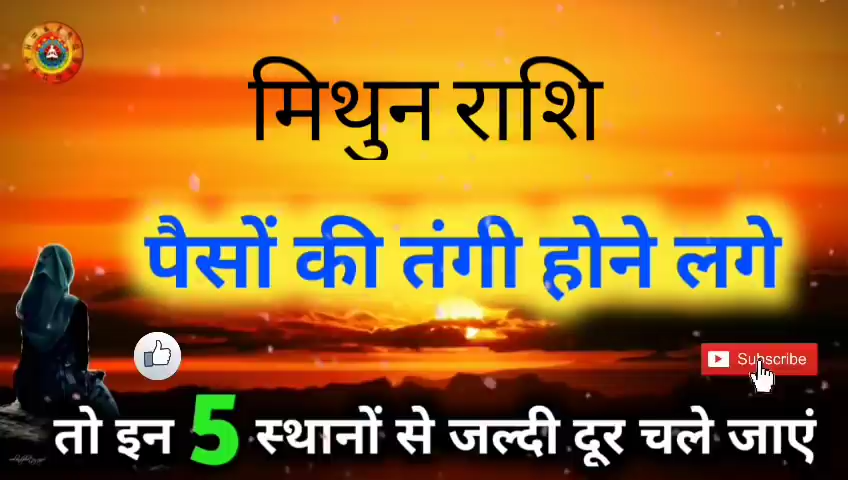 मिथुन राशि
पैसों की तंगी होने लगे
Subscribe
तो इन 5 स्थानों से जल्दी दूर चले जाएं